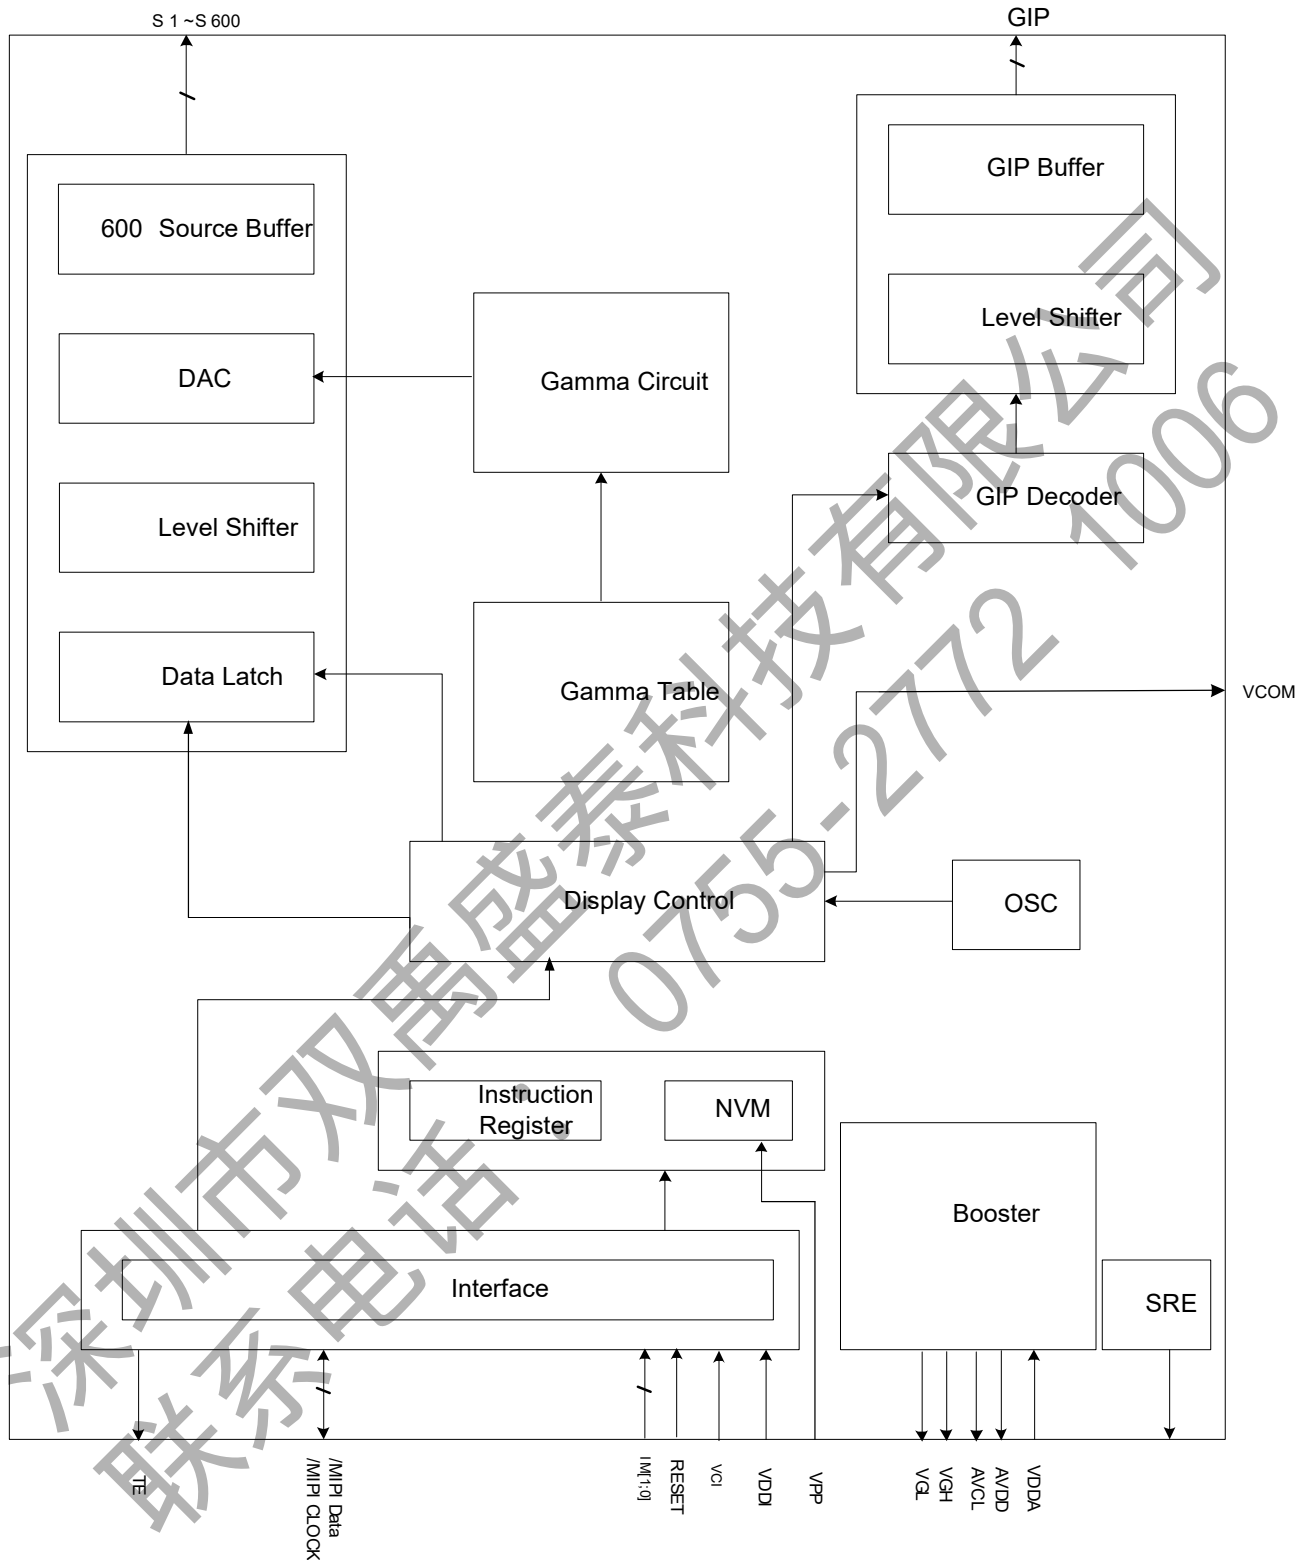 S 1 ~S 600
GIP
GIP Buffer
600 Source Buffer
Level Shifter
DAC
Gamma Circuit
GIP Decoder
Level Shifter
Data Latch
Gamma Table
VCOM
Display Control
OSC
Instruction
Register
NVM
Booster
Interface
SRE
TE
/MIPI Data
/MIPI CLOCK
IM[1;0]
RESET
VCI
VDDI
VPP
VGL
VGH
AVCL
AVDD
VDDA
深圳市双禹盛泰科技有限公司
联系电话：0755-2772 1006